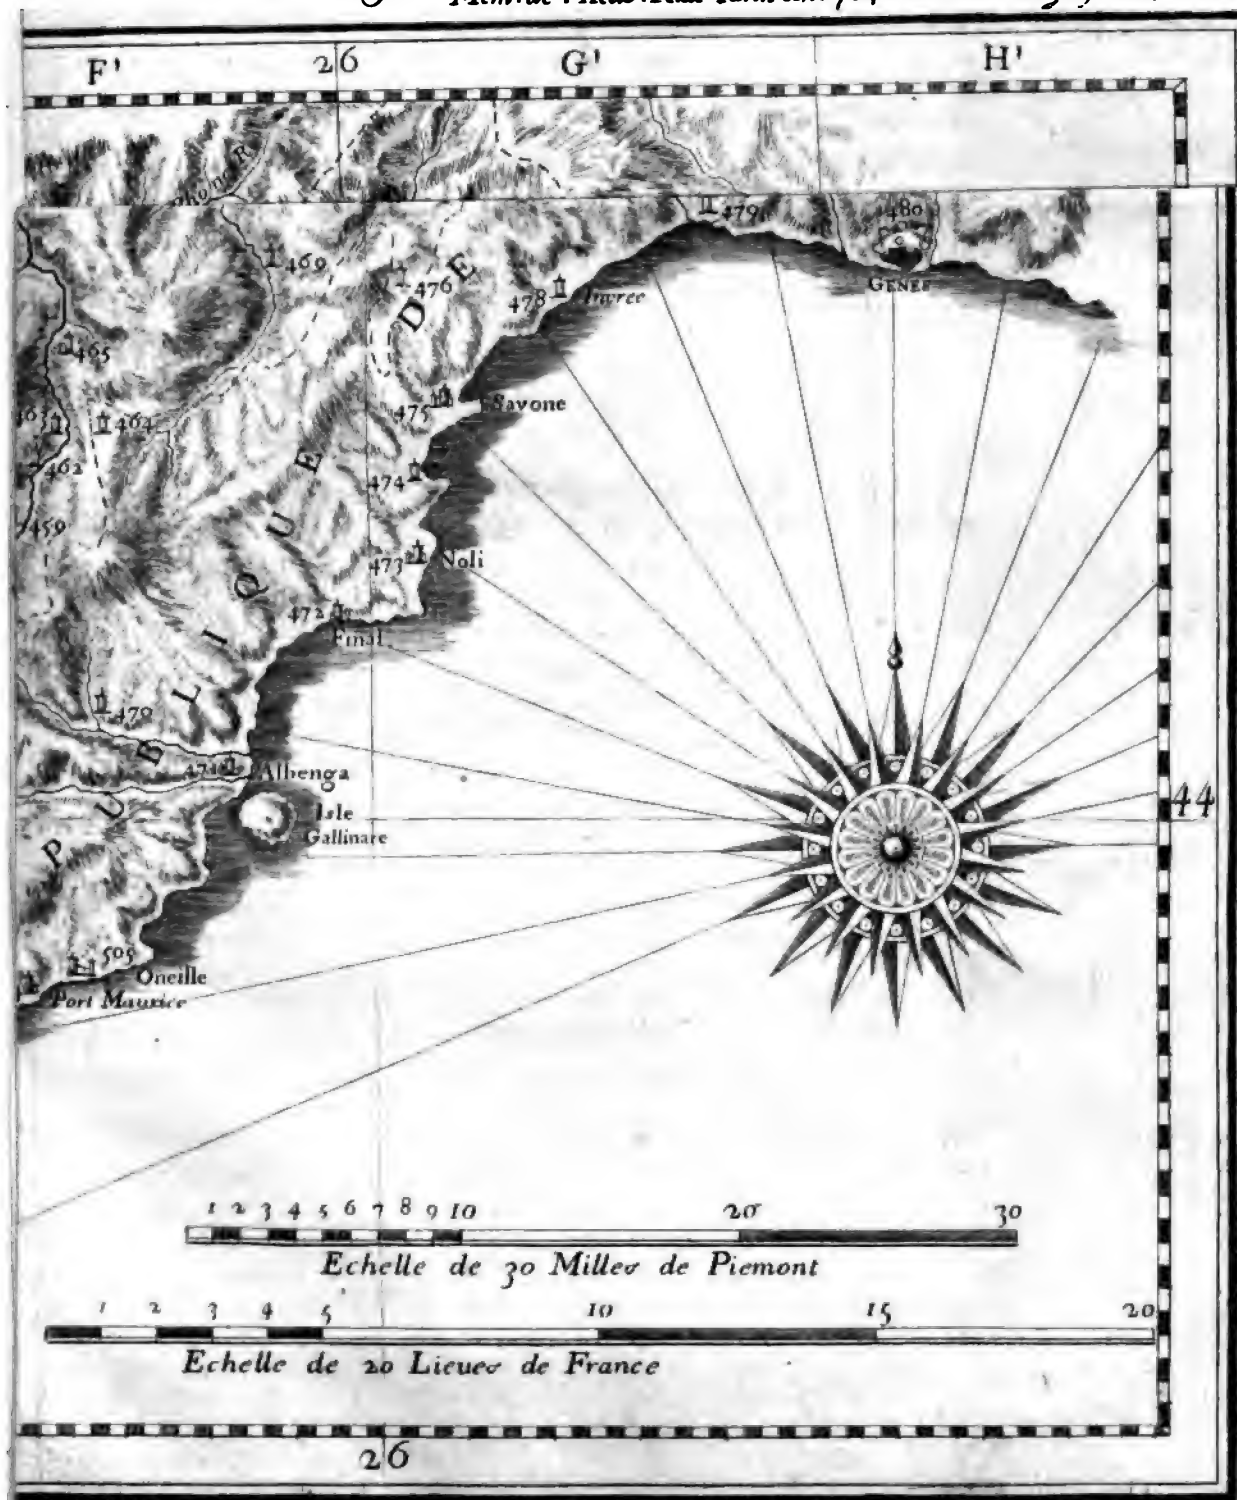 F' 26 G' H'
479 480
469
476
478 Invree
GENES
465
D E
475 Savone
463 464
462
474
459
473 Noli
472 Final
P U B L I Q U E
470
471 Albenga
Isle
Gallinare
44
505
Oneille
Port Maurice
1 2 3 4 5 6 7 8 9 10 20 30
Echelle de 30 Milles de Piemont
1 2 3 4 5 10 15 20
Echelle de 20 Lieues de France
26